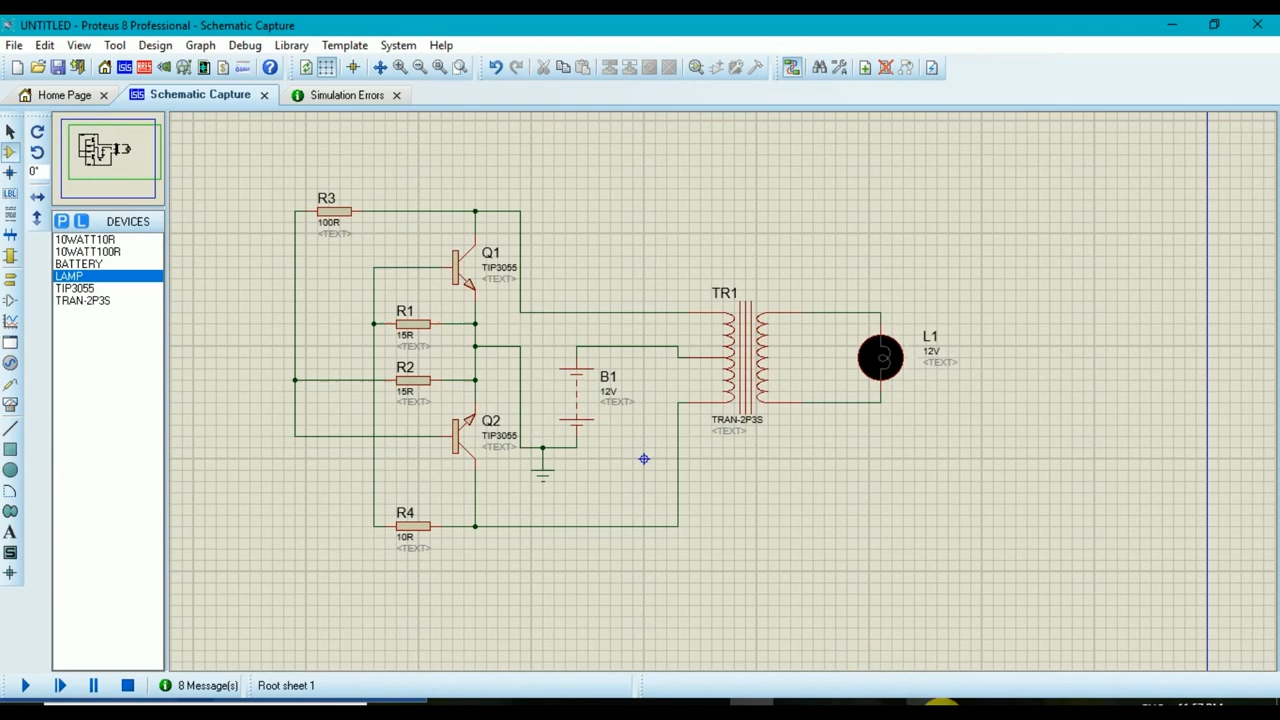 UNTITLED - Proteus 8 Professional - Schematic Capture
File Edit View Tool Design Graph Debug Library Template System Help
Home Page Schematic Capture Simulation Errors
0°
LBL
P L DEVICES
10WATT10R
10WATT100R
BATTERY
LAMP
TIP3055
TRAN-2P3S
A
S
R3
100R
<TEXT>
Q1
TIP3055
<TEXT>
R1
15R
<TEXT>
R2
15R
<TEXT>
Q2
TIP3055
<TEXT>
R4
10R
<TEXT>
B1
12V
<TEXT>
TR1
TRAN-2P3S
<TEXT>
L1
12V
<TEXT>
8 Message(s) Root sheet 1